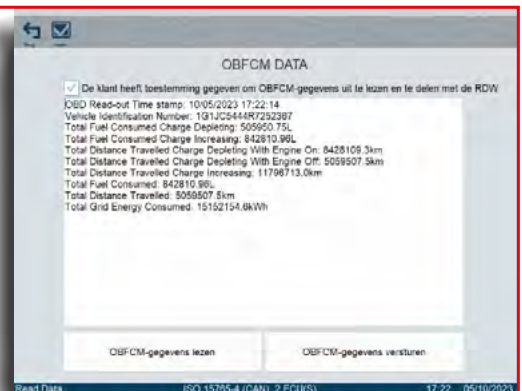 OBFCM DATA
De klant heeft toestemming gegeven om OBFCM-gegevens uit te lezen en te delen met de RDW
OBD Read-out Time stamp: 10/05/2023 17:22:14
Vehicle Identification Number: 1G1JC5444R7252367
Total Fuel Consumed Charge Depleting: 505950.75L
Total Fuel Consumed Charge Increasing: 842810.96L
Total Distance Travelled Charge Depleting With Engine On: 8428109.3km
Total Distance Travelled Charge Depleting With Engine Off: 5059507.5km
Total Distance Travelled Charge Increasing: 11796713.0km
Total Fuel Consumed: 842810.96L
Total Distance Travelled: 5059507.5km
Total Grid Energy Consumed: 15152154.6kWh
OBFCM-gegevens lezen
OBFCM-gegevens versturen
Read Data
ISO 15765-4 (CAN), 2 ECU(S)
17:22 05/10/2023